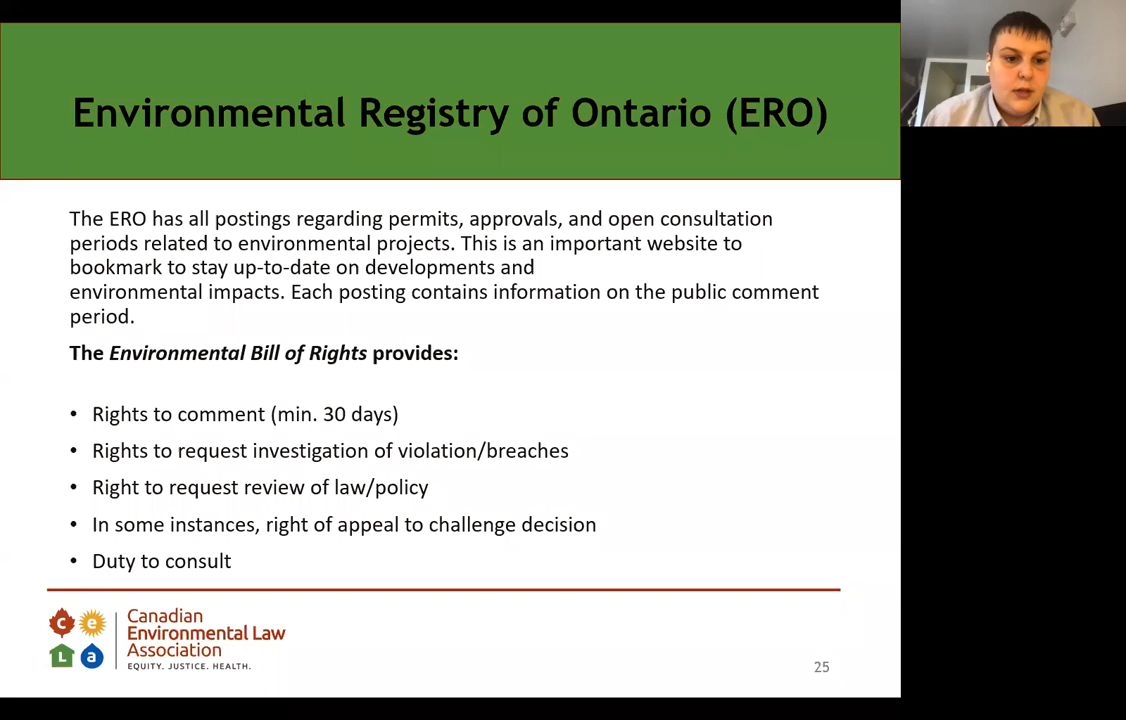 Environmental Registry of Ontario (ERO)
The ERO has all postings regarding permits, approvals, and open consultation
periods related to environmental projects. This is an important website to
bookmark to stay up-to-date on developments and
environmental impacts. Each posting contains information on the public comment
period.
The Environmental Bill of Rights provides:
• Rights to comment (min. 30 days)
• Rights to request investigation of violation/breaches
• Right to request review of law/policy
• In some instances, right of appeal to challenge decision
• Duty to consult
c e
L a
Canadian
Environmental Law
Association
EQUITY. JUSTICE. HEALTH.
25